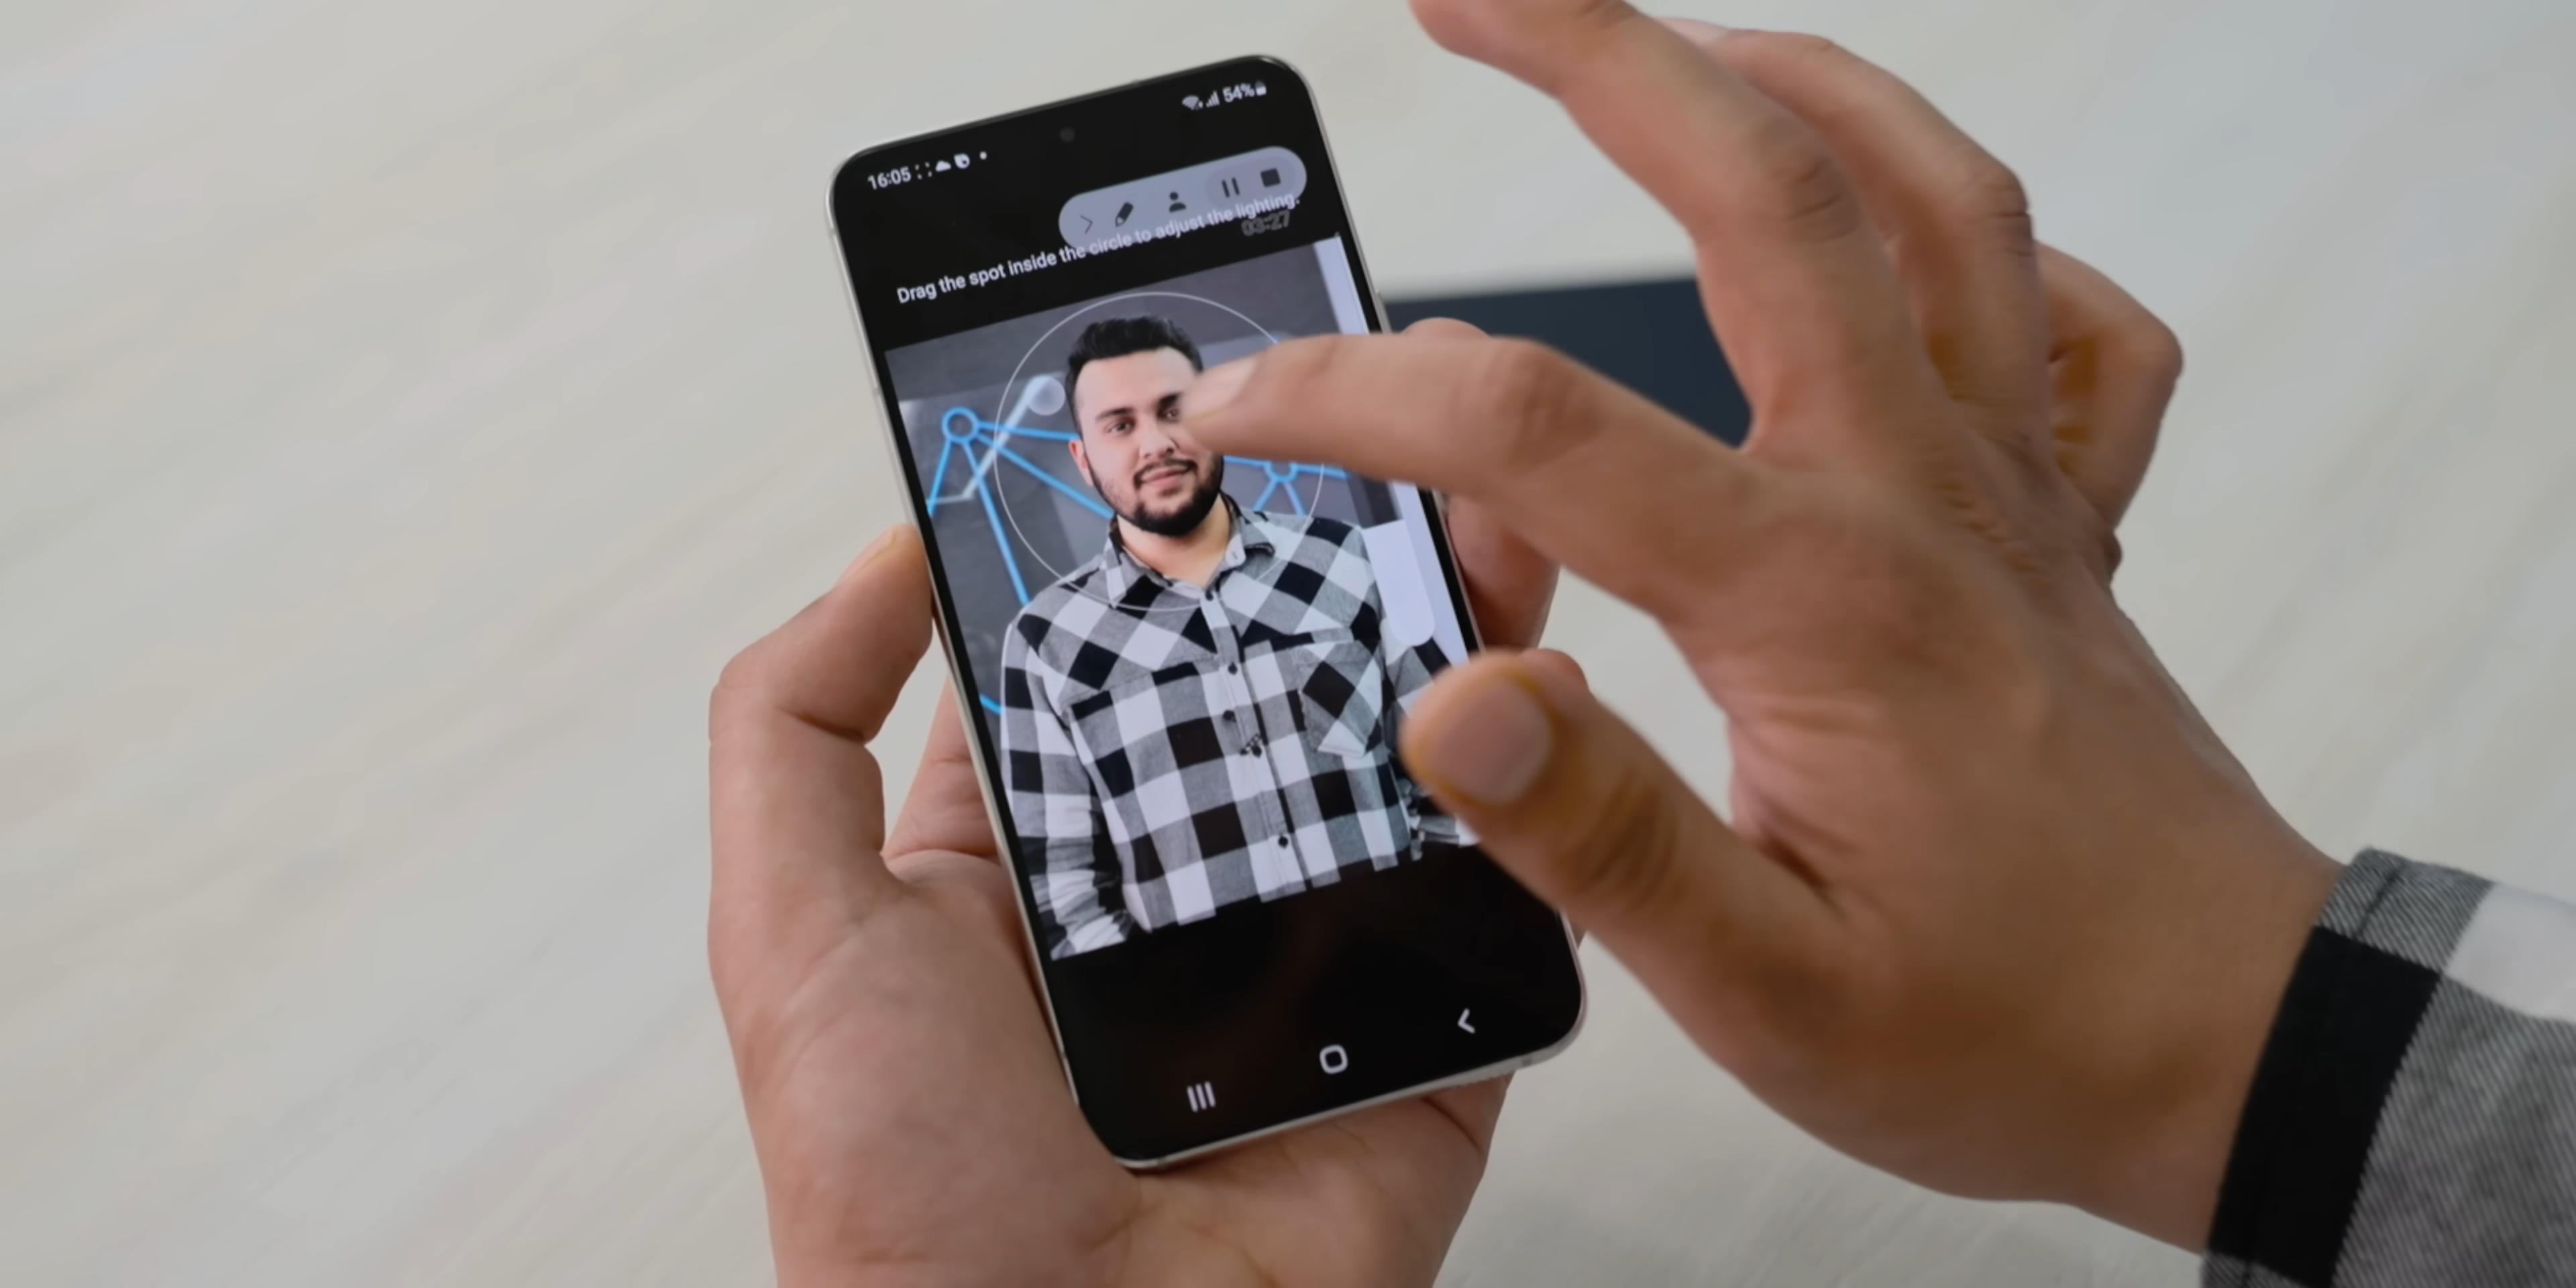 16:05
54%
03:27
Drag the spot inside the circle to adjust the lighting.